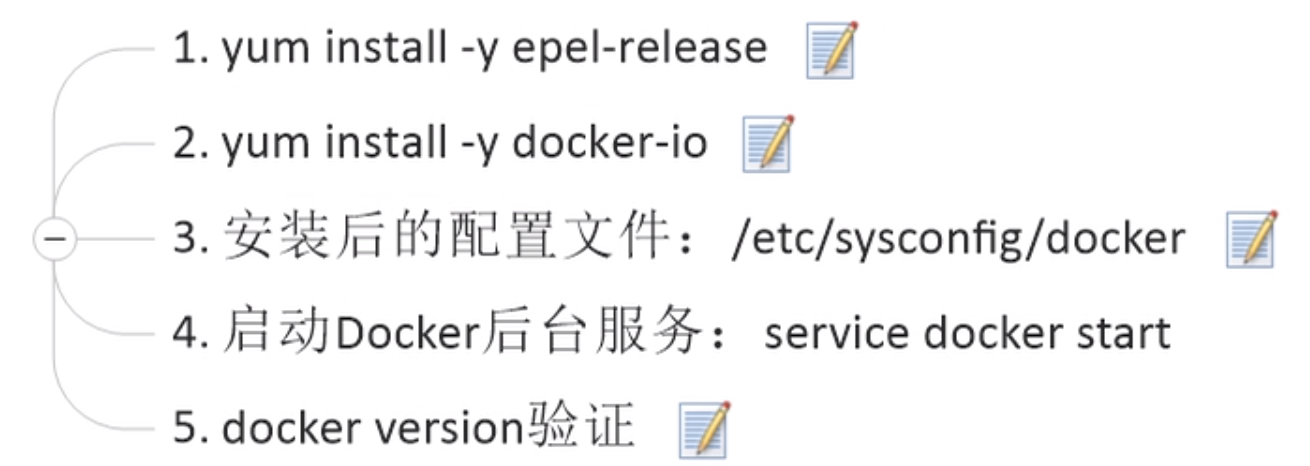 1. yum install -y epel-release
2. yum install -y docker-io
3. 安装后的配置文件：/etc/sysconfig/docker
4. 启动Docker后台服务：service docker start
5. docker version验证